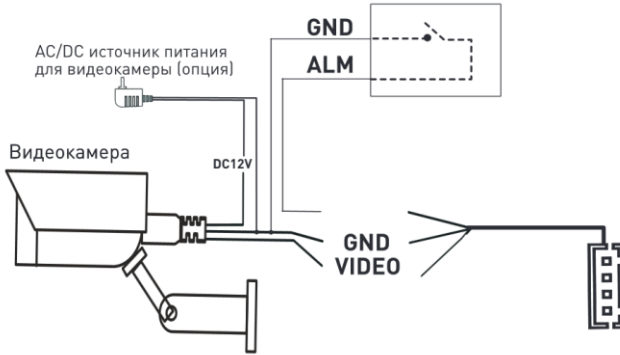 GND
AC/DC источник питания
для видеокамеры (опция)
ALM
Видеокамера
DC12V
GND
VIDEO